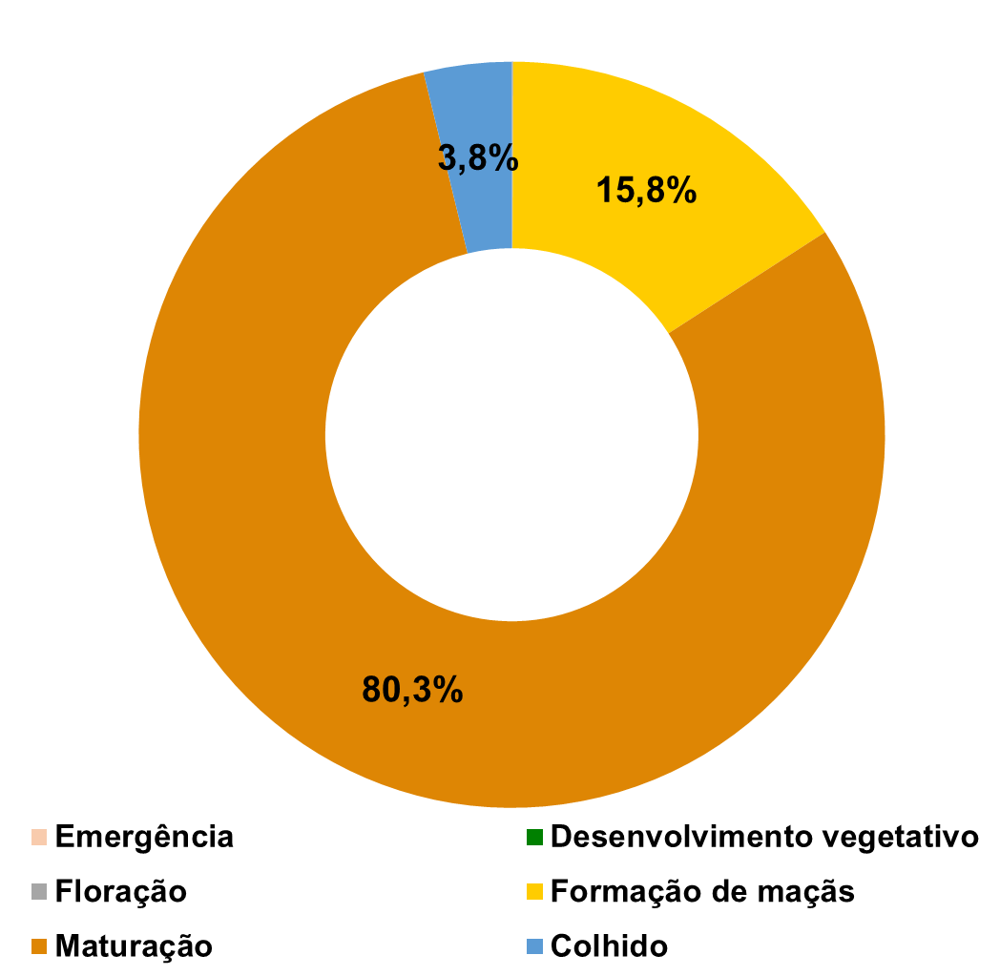 3,8%
15,8%
80,3%
Emergência
Desenvolvimento vegetativo
Floração
Formação de maçãs
Maturação
Colhido